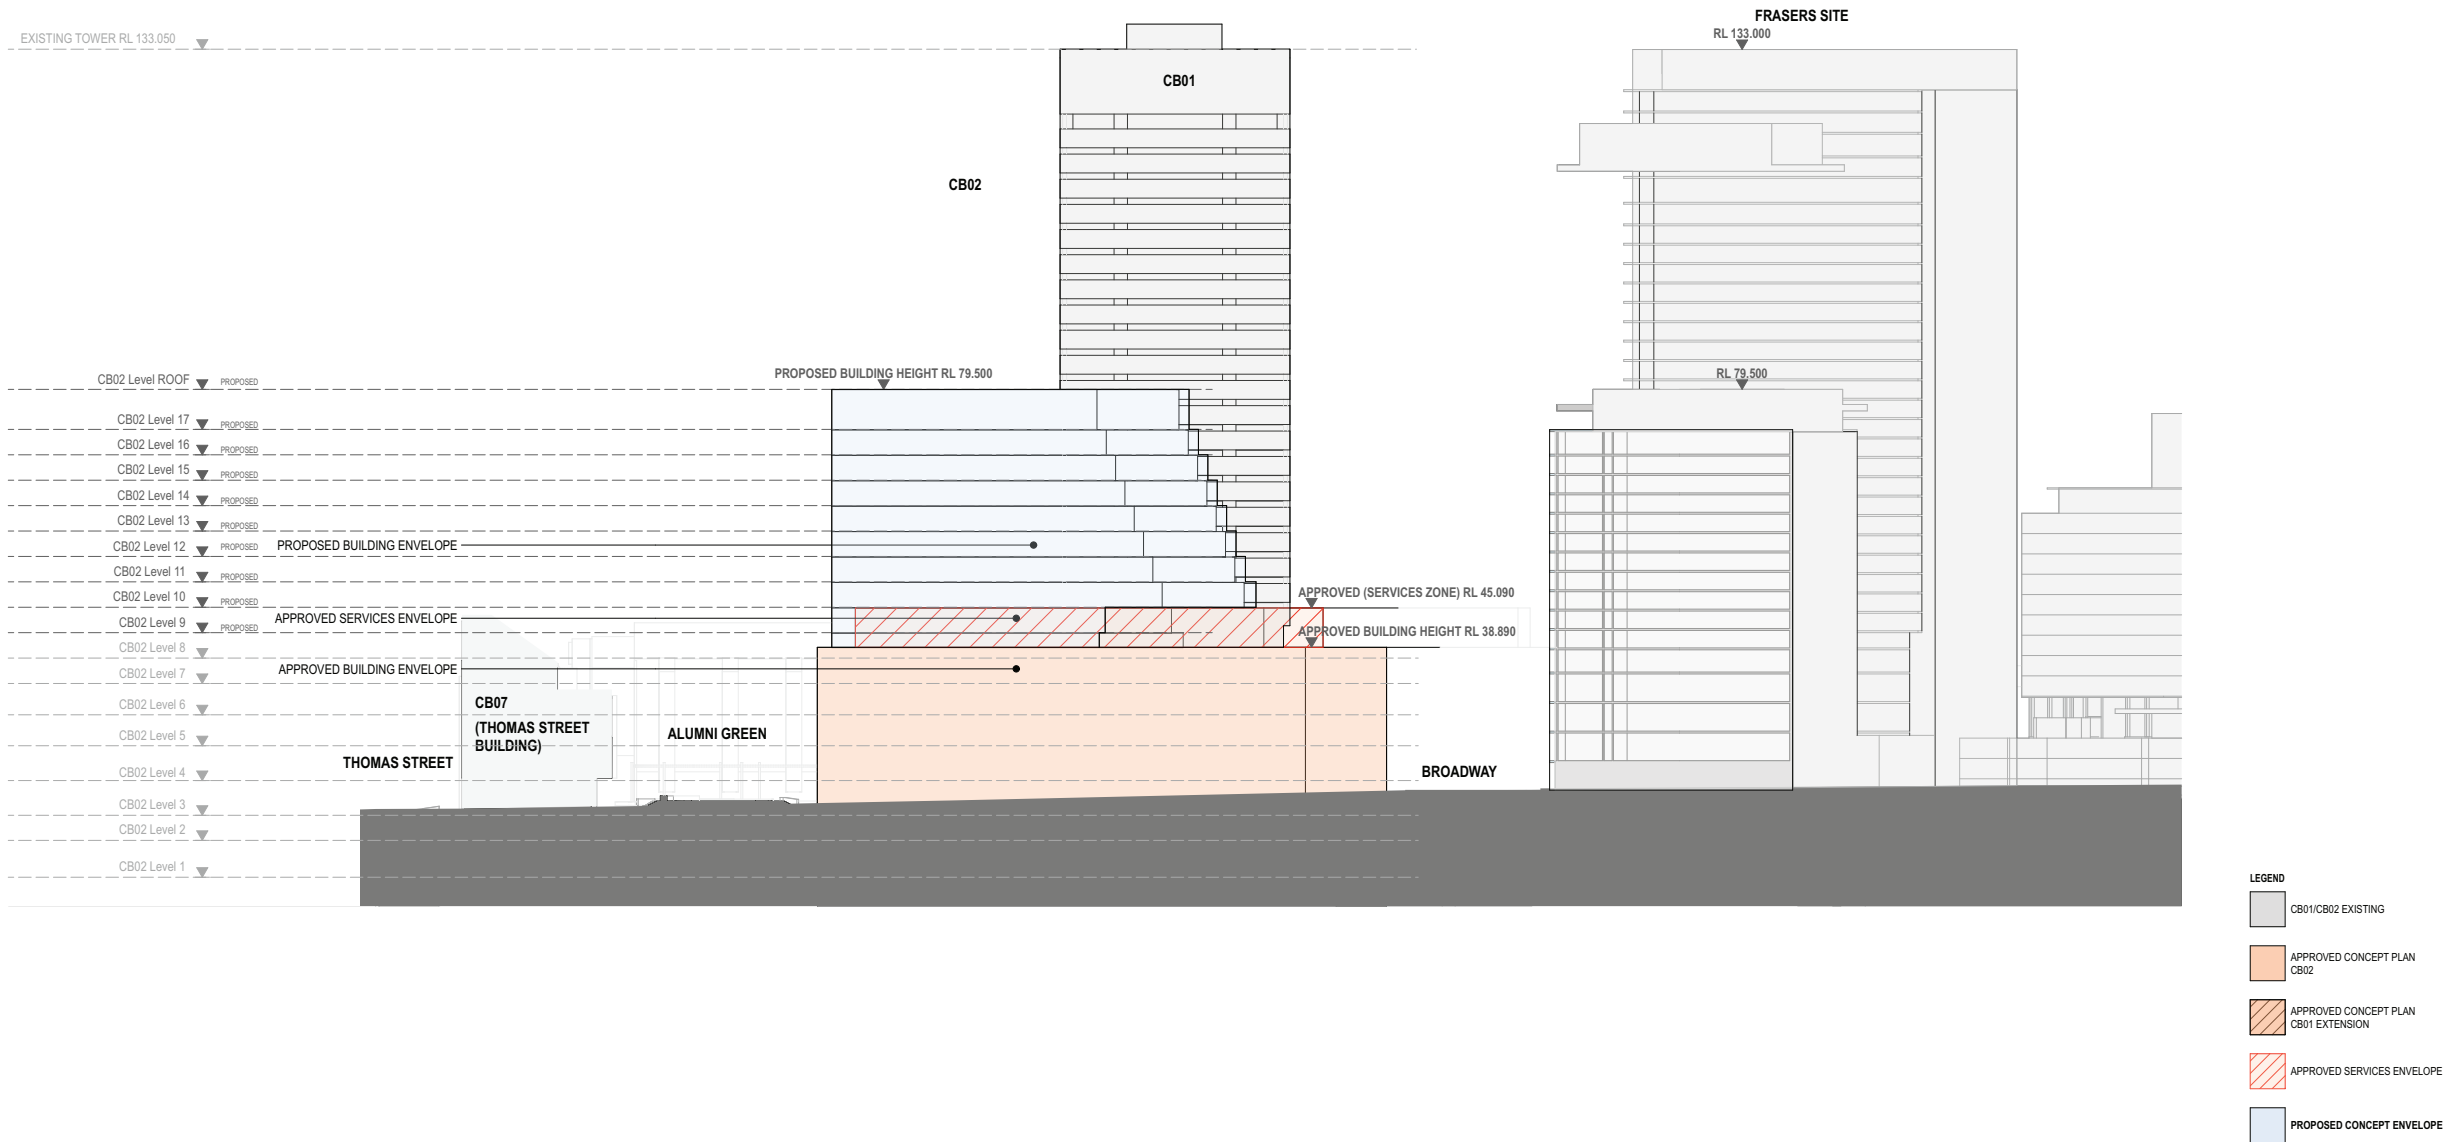 FRASERS SITE
EXISTING TOWER RL 133.050
RL 133.000
CB01
CB02
PROPOSED BUILDING HEIGHT RL 79.500
RL 79.500
CB02 Level ROOF PROPOSED
CB02 Level 17 PROPOSED
CB02 Level 16 PROPOSED
CB02 Level 15 PROPOSED
CB02 Level 14 PROPOSED
CB02 Level 13 PROPOSED
CB02 Level 12 PROPOSED
PROPOSED BUILDING ENVELOPE
CB02 Level 11 PROPOSED
CB02 Level 10 PROPOSED
APPROVED (SERVICES ZONE) RL 45.090
APPROVED SERVICES ENVELOPE
CB02 Level 9 PROPOSED
APPROVED BUILDING HEIGHT RL 38.890
CB02 Level 8
APPROVED BUILDING ENVELOPE
CB02 Level 7
CB02 Level 6
CB02 Level 5
CB02 Level 4
CB02 Level 3
CB02 Level 2
CB02 Level 1
CB07
(THOMAS STREET
BUILDING)
ALUMNI GREEN
THOMAS STREET
BROADWAY
LEGEND
CB01/CB02 EXISTING
APPROVED CONCEPT PLAN
CB02
APPROVED CONCEPT PLAN
CB01 EXTENSION
APPROVED SERVICES ENVELOPE
PROPOSED CONCEPT ENVELOPE